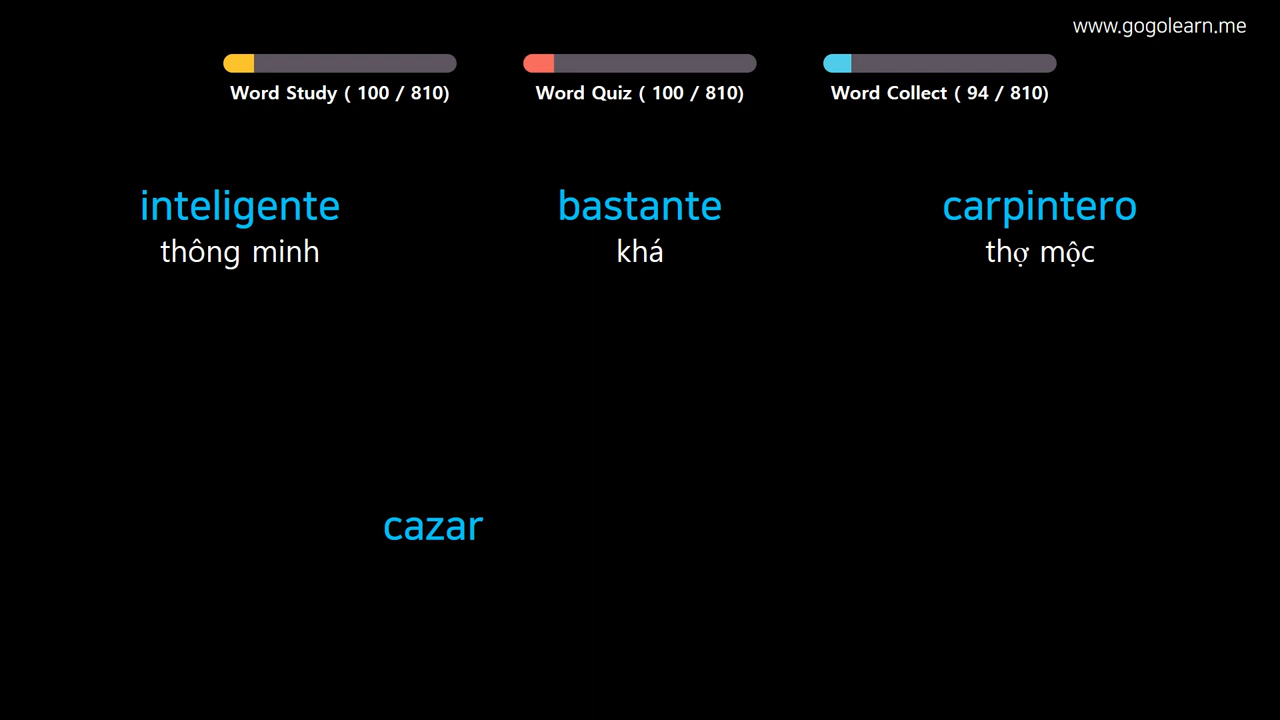 www.gogolearn.me
Word Study ( 100 / 810) Word Quiz ( 100 / 810) Word Collect ( 94 / 810)
inteligente bastante carpintero
thông minh khá thợ mộc
cazar